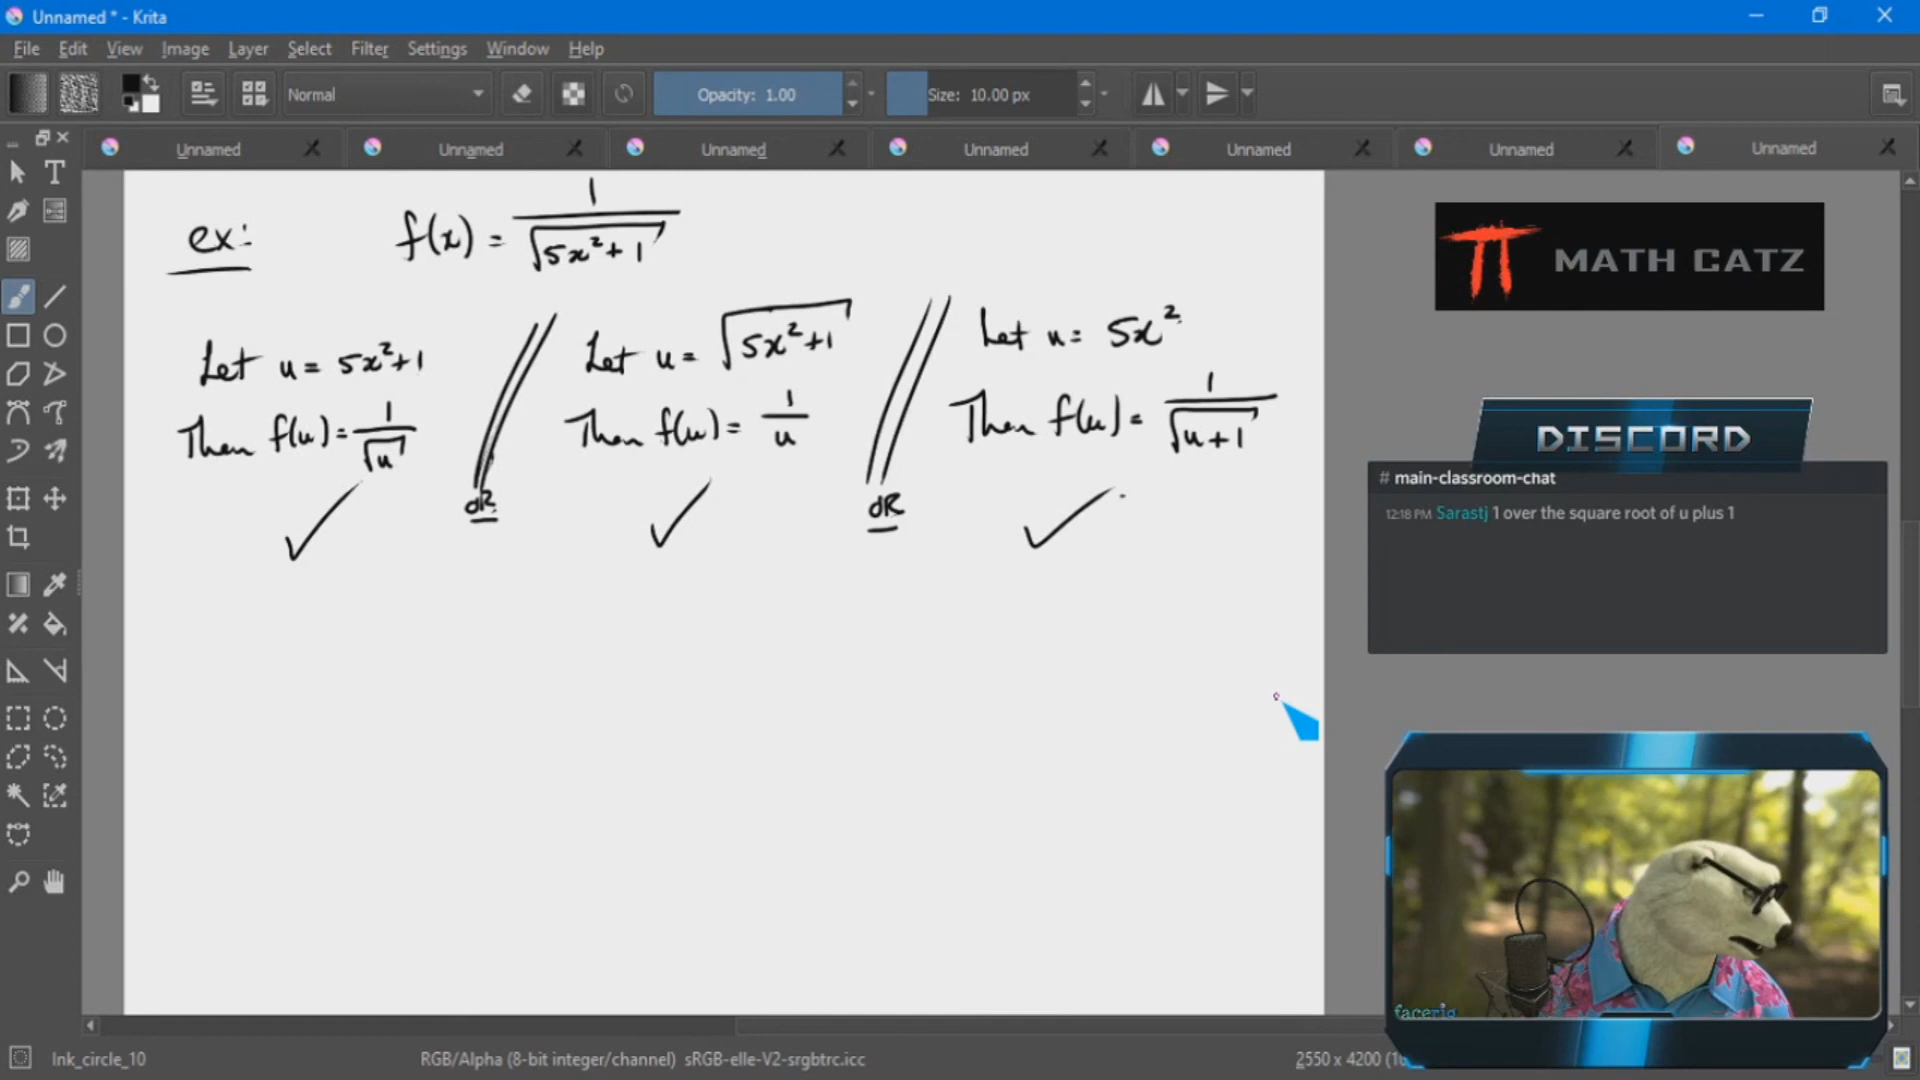 Unnamed * - Krita
File Edit View Image Layer Select Filter Settings Window Help
Normal Opacity: 1.00 Size: 10.00 px
Unnamed Unnamed Unnamed Unnamed Unnamed Unnamed Unnamed
ex: f(x) = 1/√(5x²+1)
Let u = 5x²+1
Then f(u) = 1/√u
dR
Let u = √(5x²+1)
Then f(u) = 1/u
dR
Let u = 5x²
Then f(u) = 1/√(u+1)
MATH CATZ
DISCORD
# main-classroom-chat
12:18 PM Sarastj 1 over the square root of u plus 1
facerig
Ink_circle_10
RGB/Alpha (8-bit integer/channel) sRGB-elle-V2-srgbtrc.icc
2550 x 4200